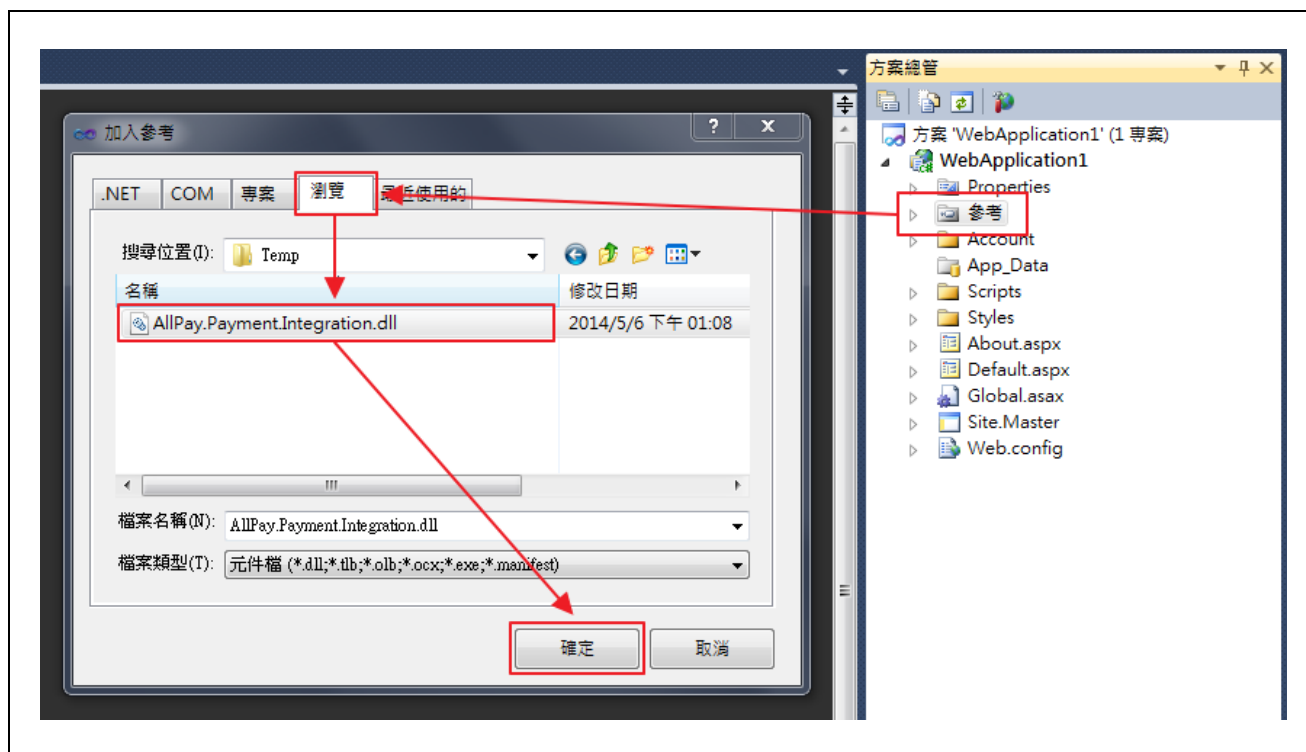 加入參考
.NET
COM
專案
瀏覽
最近使用的
搜尋位置(I):
Temp
名稱
修改日期
AllPay.Payment.Integration.dll
2014/5/6 下午 01:08
檔案名稱(N):
AllPay.Payment.Integration.dll
檔案類型(T):
元件檔 (*.dll;*.tlb;*.olb;*.ocx;*.exe;*.manifest)
確定
取消
方案總管
方案 'WebApplication1' (1 專案)
WebApplication1
Properties
參考
Account
App_Data
Scripts
Styles
About.aspx
Default.aspx
Global.asax
Site.Master
Web.config